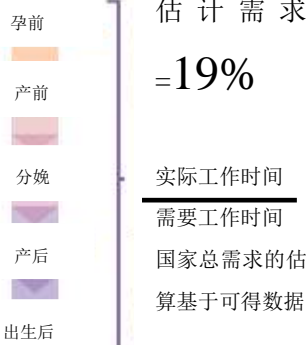 孕前
产前
分娩
产后
出生后
估计需求
=19%
实际工作时间
需要工作时间
国家总需求的估
算基于可得数据